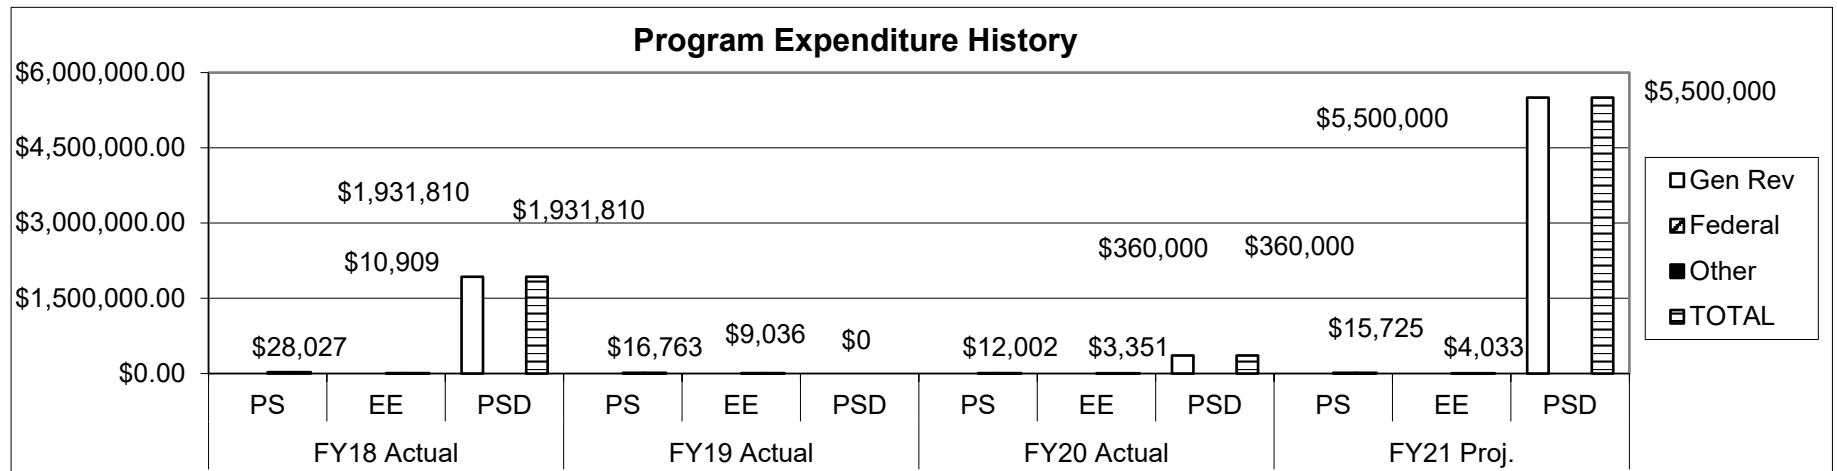 Program Expenditure History
$6,000,000.00
$4,500,000.00
$3,000,000.00
$1,500,000.00
$0.00
$28,027
$10,909
$1,931,810
$1,931,810
$16,763
$9,036
$0
$12,002
$3,351
$360,000
$360,000
$15,725
$4,033
$5,500,000
$5,500,000
Gen Rev
Federal
Other
TOTAL
PS EE PSD PS EE PSD PS EE PSD PS EE PSD
FY18 Actual FY19 Actual FY20 Actual FY21 Proj.